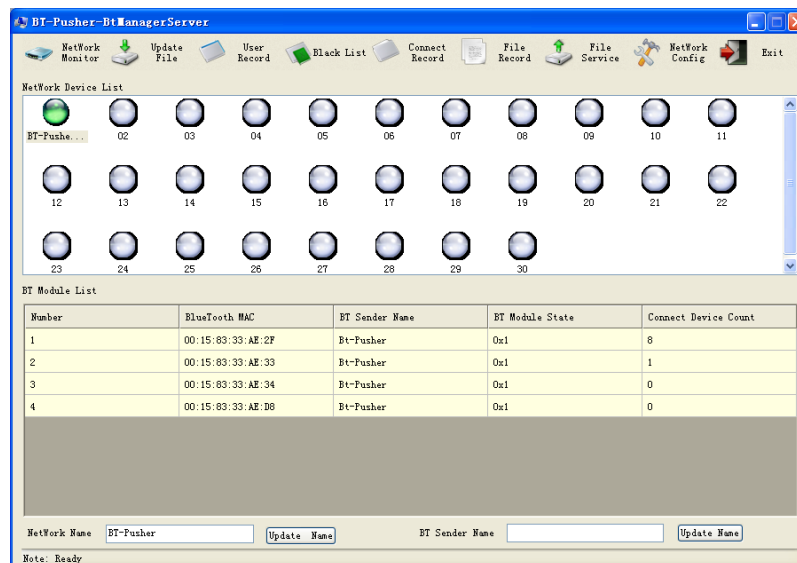 BT-Pusher-BtManagerServer
NetWork Monitor
Update File
User Record
Black List
Connect Record
File Record
File Service
NetWork Config
Exit
NetWork Device List
BT-Pushe... 02 03 04 05 06 07 08 09 10 11
12 13 14 15 16 17 18 19 20 21 22
23 24 25 26 27 28 29 30
BT Module List
Number BlueTooth MAC BT Sender Name BT Module State Connect Device Count
1 00:15:83:33:AE:2F Bt-Pusher 0x1 8
2 00:15:83:33:AE:33 Bt-Pusher 0x1 1
3 00:15:83:33:AE:34 Bt-Pusher 0x1 0
4 00:15:83:33:AE:D8 Bt-Pusher 0x1 0
NetWork Name BT-Pusher Update Name BT Sender Name Update Name
Note: Ready